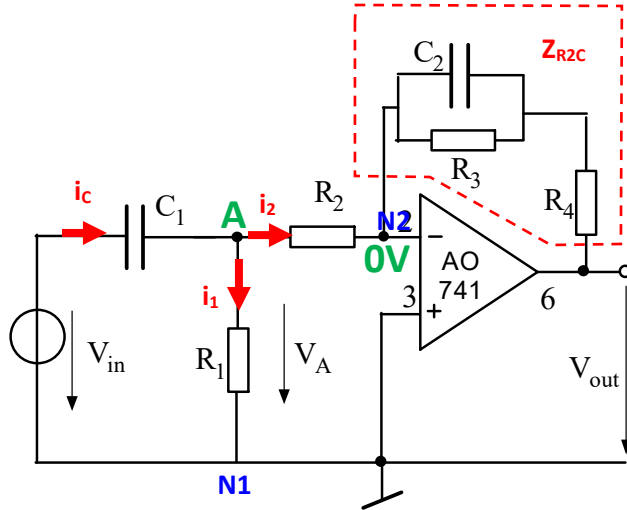 C2
ZR2C
R3
R4
iC
C1
A
i2
R2
N2
2
0V
AO
741
3
6
i1
Vin
R1
VA
Vout
N1
−
+